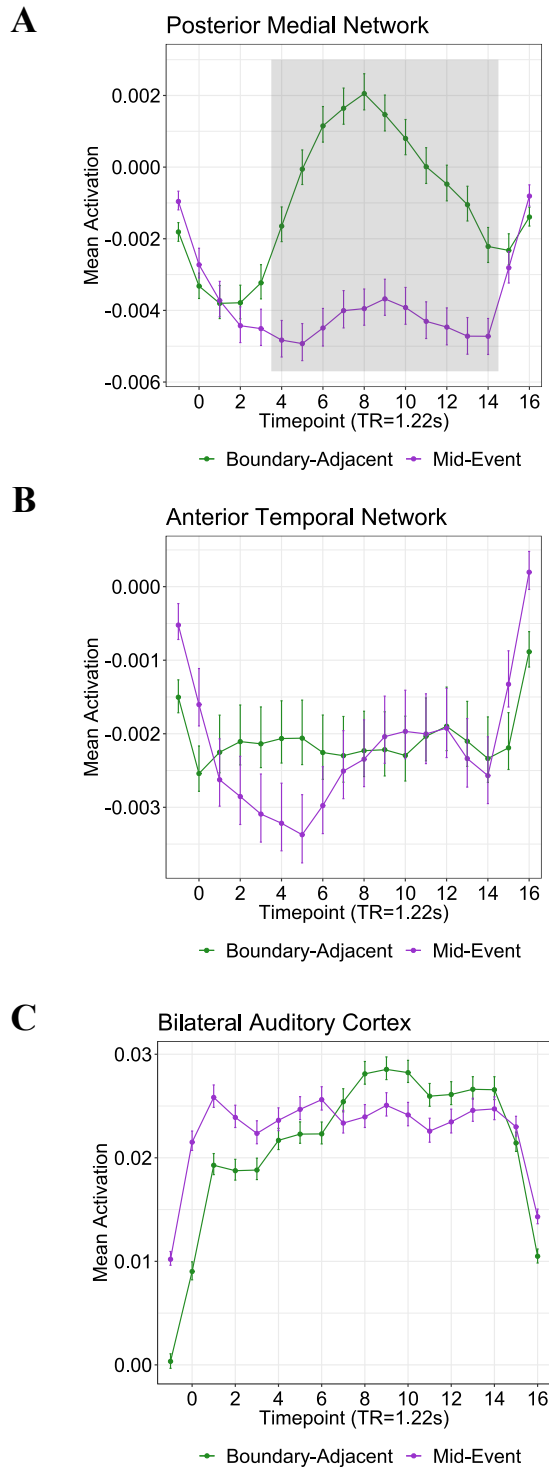 A
Posterior Medial Network
Mean Activation
0.002
0.000
-0.002
-0.004
-0.006
0 2 4 6 8 10 12 14 16
Timepoint (TR=1.22s)
Boundary-Adjacent Mid-Event
B
Anterior Temporal Network
Mean Activation
0.000
-0.001
-0.002
-0.003
0 2 4 6 8 10 12 14 16
Timepoint (TR=1.22s)
Boundary-Adjacent Mid-Event
C
Bilateral Auditory Cortex
Mean Activation
0.03
0.02
0.01
0.00
0 2 4 6 8 10 12 14 16
Timepoint (TR=1.22s)
Boundary-Adjacent Mid-Event